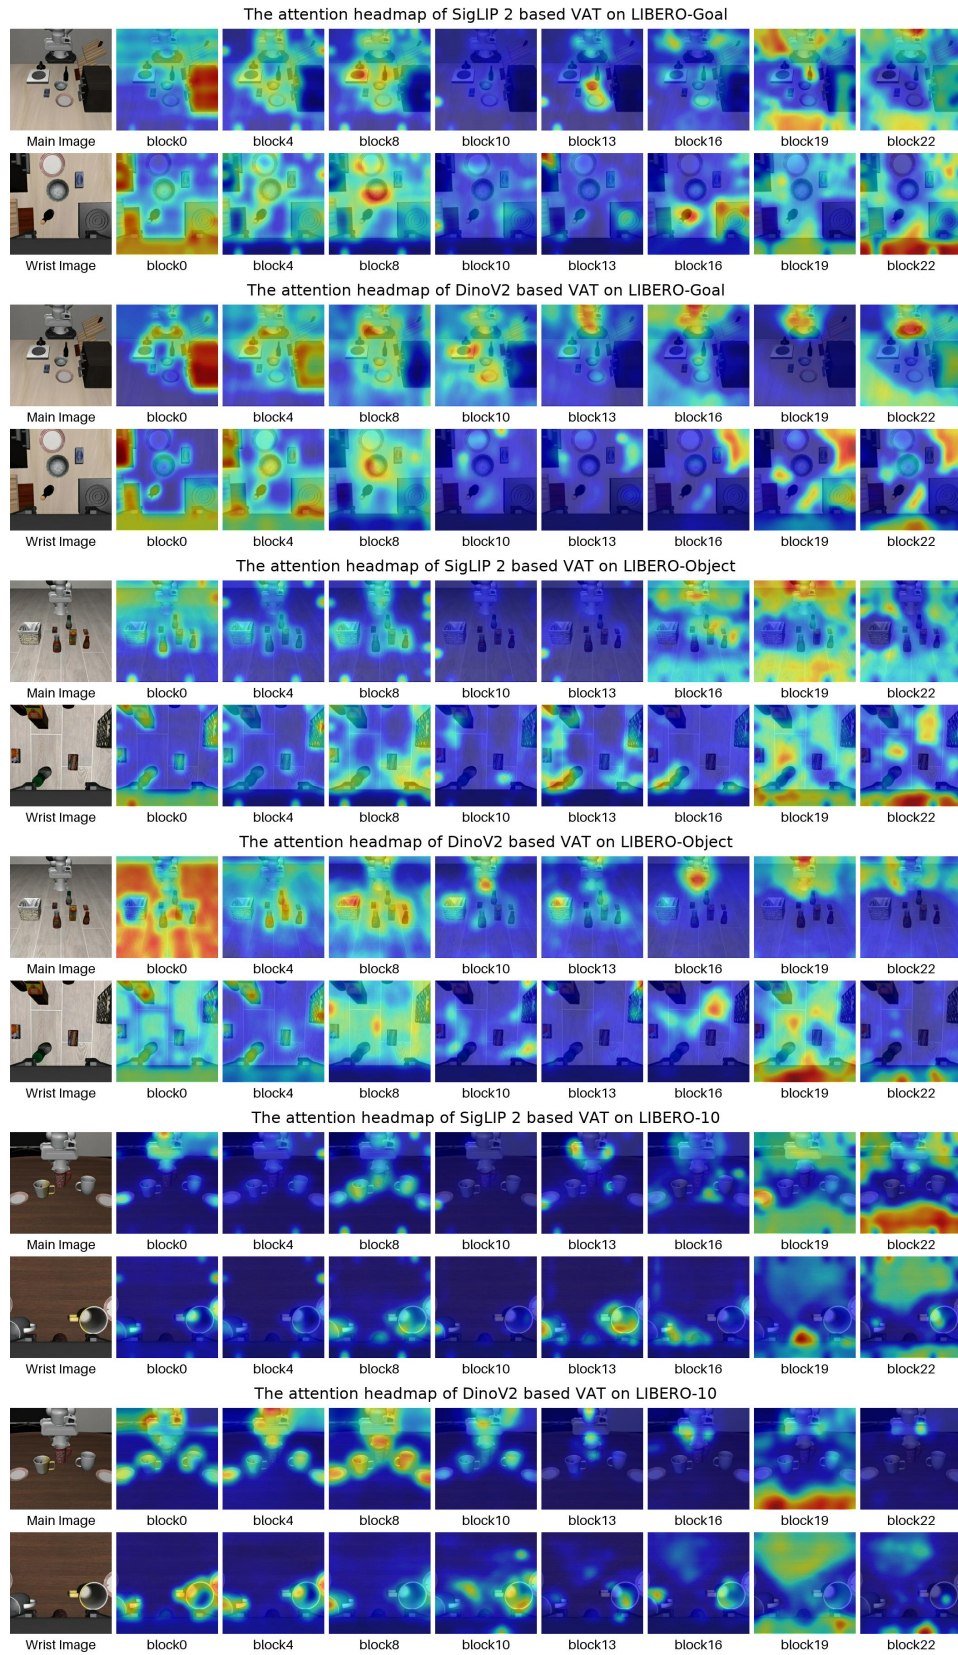 The attention headmap of SigLIP 2 based VAT on LIBERO-Goal
Main Image block0 block4 block8 block10 block13 block16 block19 block22
Wrist Image block0 block4 block8 block10 block13 block16 block19 block22
The attention headmap of DinoV2 based VAT on LIBERO-Goal
Main Image block0 block4 block8 block10 block13 block16 block19 block22
Wrist Image block0 block4 block8 block10 block13 block16 block19 block22
The attention headmap of SigLIP 2 based VAT on LIBERO-Object
Main Image block0 block4 block8 block10 block13 block16 block19 block22
Wrist Image block0 block4 block8 block10 block13 block16 block19 block22
The attention headmap of DinoV2 based VAT on LIBERO-Object
Main Image block0 block4 block8 block10 block13 block16 block19 block22
Wrist Image block0 block4 block8 block10 block13 block16 block19 block22
The attention headmap of SigLIP 2 based VAT on LIBERO-10
Main Image block0 block4 block8 block10 block13 block16 block19 block22
Wrist Image block0 block4 block8 block10 block13 block16 block19 block22
The attention headmap of DinoV2 based VAT on LIBERO-10
Main Image block0 block4 block8 block10 block13 block16 block19 block22
Wrist Image block0 block4 block8 block10 block13 block16 block19 block22